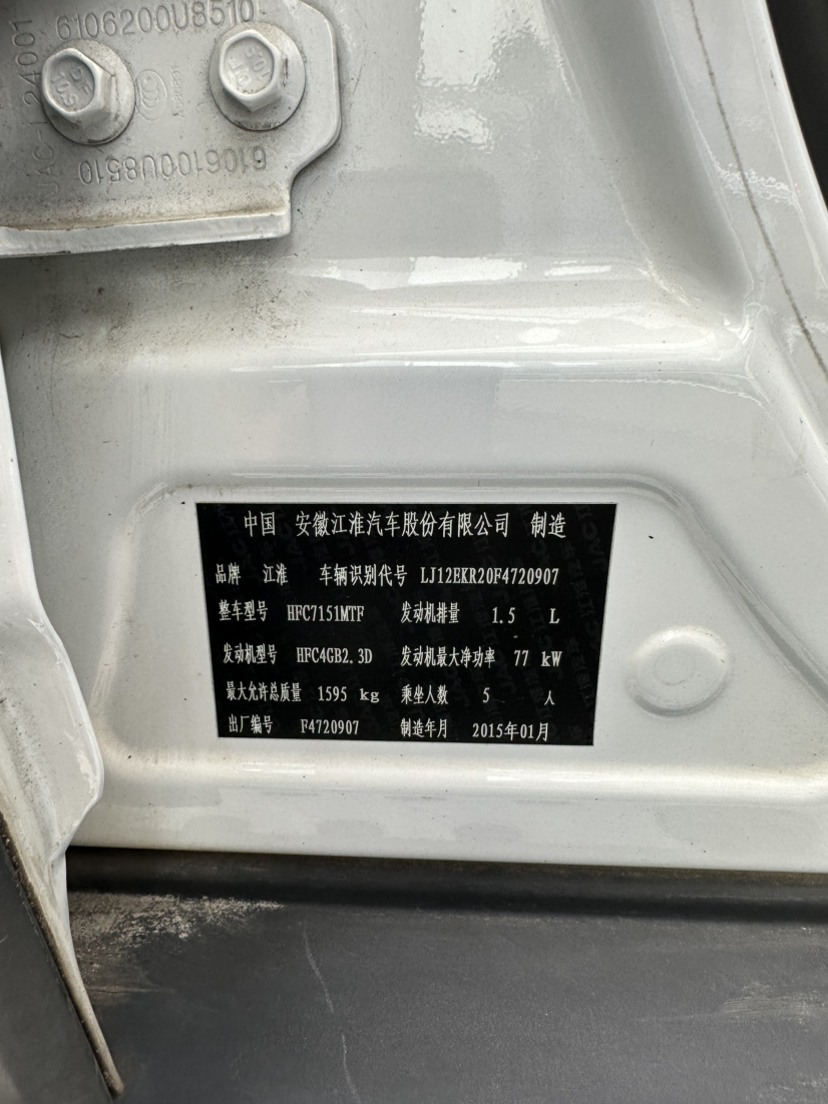 6106200U8510
JAC-L24001
6106100U8510
中国 安徽江淮汽车股份有限公司 制造
品牌 江淮 车辆识别代号 LJ12EKR20F4720907
整车型号 HFC7151MTF 发动机排量 1.5 L
发动机型号 HFC4GB2.3D 发动机最大净功率 77 kW
最大允许总质量 1595 kg 乘坐人数 5 人
出厂编号 F4720907 制造年月 2015年01月